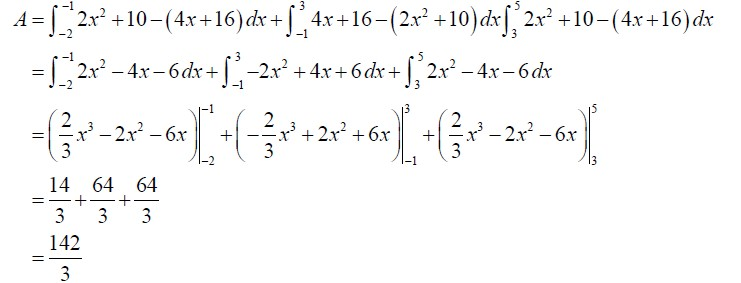 A = ∫_{-2}^{-1} 2x² + 10 − (4x + 16) dx + ∫_{-1}^{3} 4x + 16 − (2x² + 10) dx ∫_{3}^{5} 2x² + 10 − (4x + 16) dx
= ∫_{-2}^{-1} 2x² − 4x − 6 dx + ∫_{-1}^{3} −2x² + 4x + 6 dx + ∫_{3}^{5} 2x² − 4x − 6 dx
= (2/3 x³ − 2x² − 6x)|_{-2}^{-1} + (−2/3 x³ + 2x² + 6x)|_{-1}^{3} + (2/3 x³ − 2x² − 6x)|_{3}^{5}
= 14/3 + 64/3 + 64/3
= 142/3